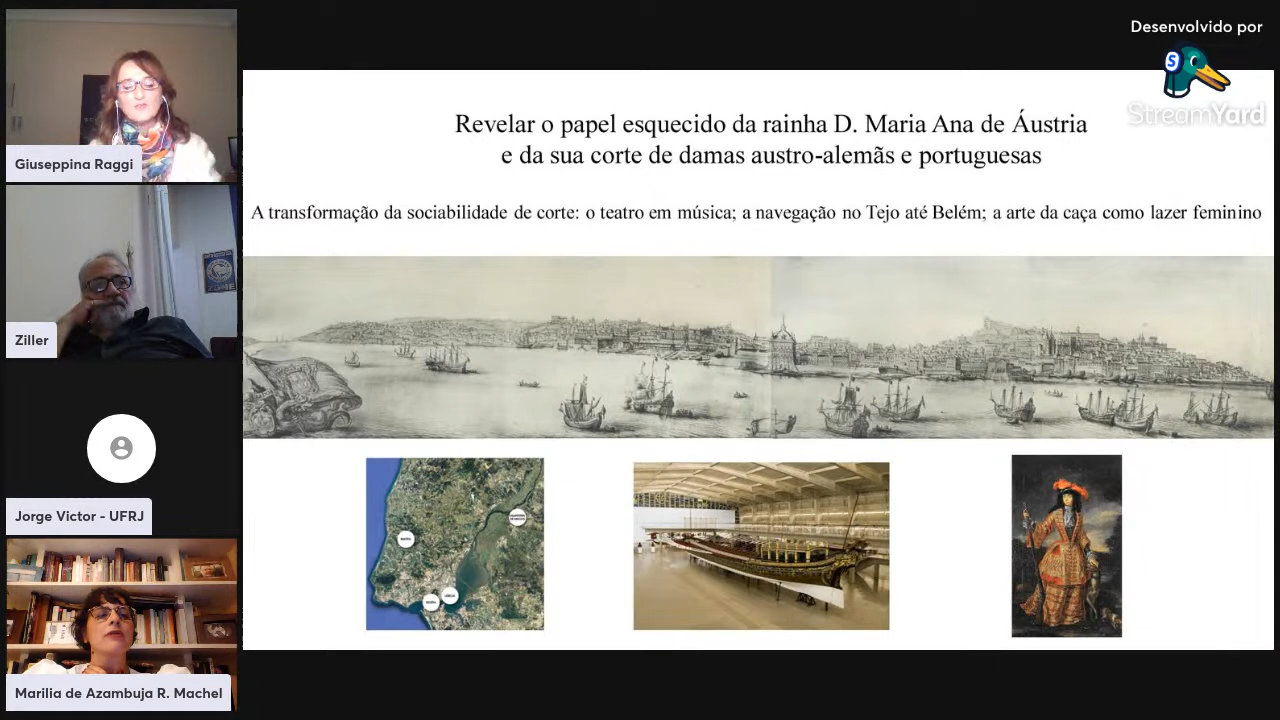 Desenvolvido por
S
StreamYard
Revelar o papel esquecido da rainha D. Maria Ana de Áustria
e da sua corte de damas austro-alemãs e portuguesas
A transformação da sociabilidade de corte: o teatro em música; a navegação no Tejo até Belém; a arte da caça como lazer feminino
Giuseppina Raggi
Ziller
Jorge Victor - UFRJ
Marilia de Azambuja R. Machel